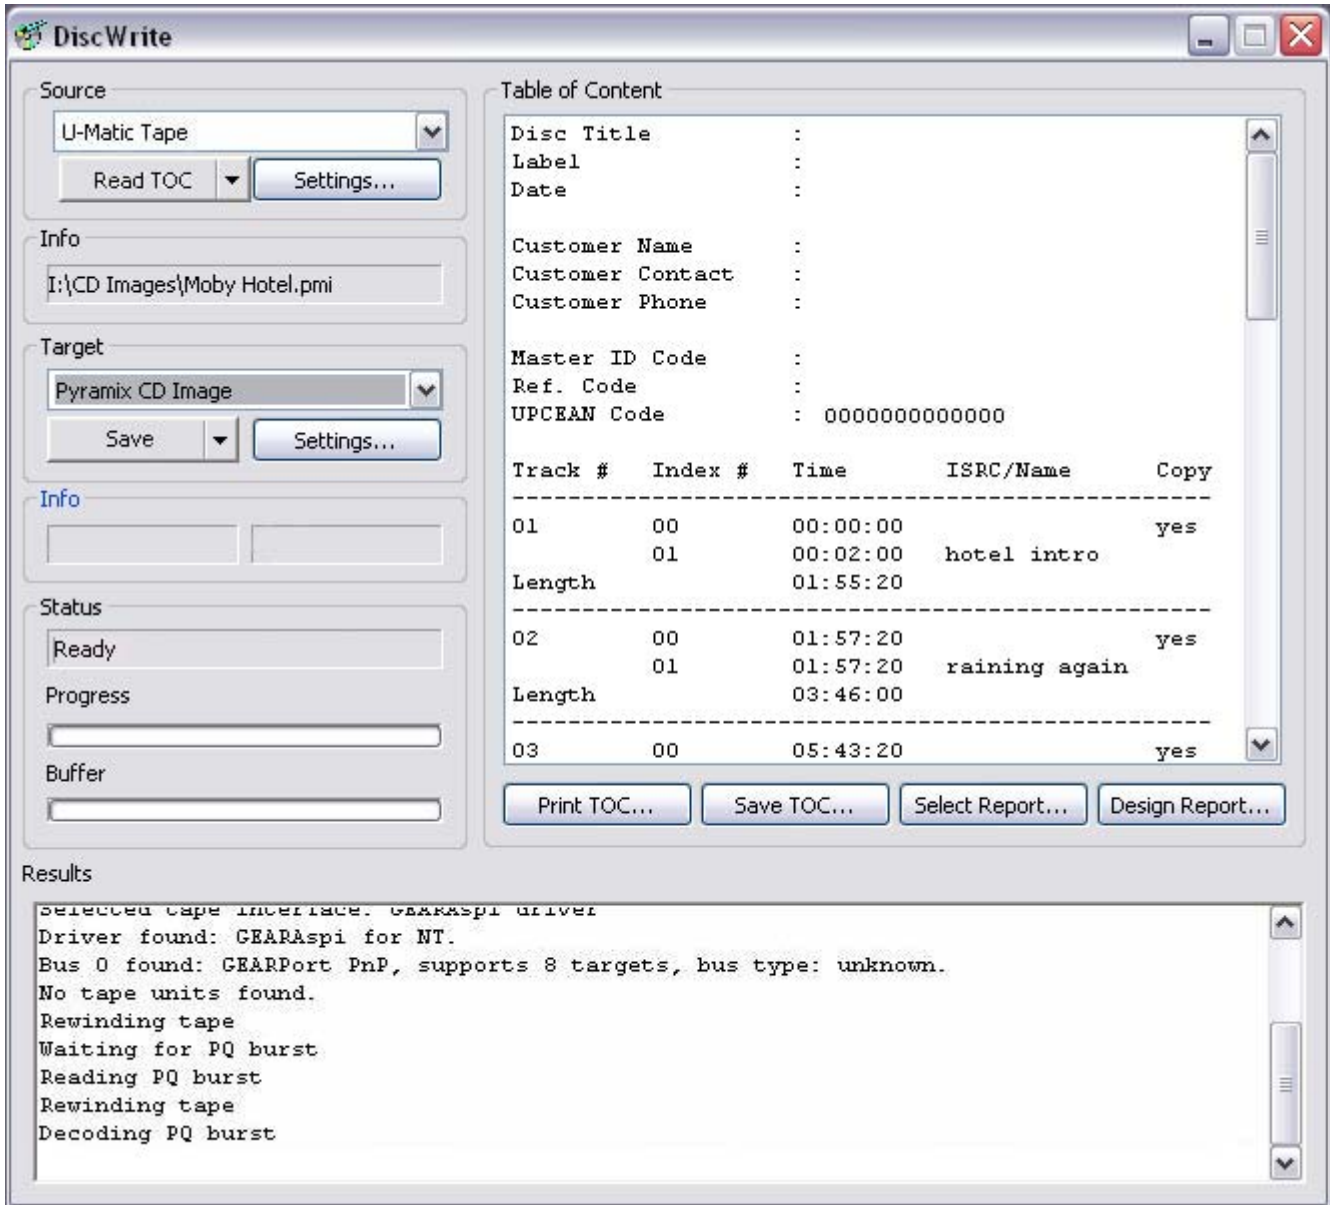 DiscWrite
Source
U-Matic Tape
Read TOC
Settings...
Info
I:\CD Images\Moby Hotel.pmi
Target
Pyramix CD Image
Save
Settings...
Info
Status
Ready
Progress
Buffer
Table of Content
Disc Title :
Label :
Date :
Customer Name :
Customer Contact :
Customer Phone :
Master ID Code :
Ref. Code :
UPCEAN Code : 0000000000000
Track # Index # Time ISRC/Name Copy
--------------------------------------------------
01 00 00:00:00 yes
01 00:02:00 hotel intro
Length 01:55:20
--------------------------------------------------
02 00 01:57:20 yes
01 01:57:20 raining again
Length 03:46:00
--------------------------------------------------
03 00 05:43:20 yes
Print TOC...
Save TOC...
Select Report...
Design Report...
Results
Selected tape interface: GEARAspi driver
Driver found: GEARAspi for NT.
Bus 0 found: GEARPort PnP, supports 8 targets, bus type: unknown.
No tape units found.
Rewinding tape
Waiting for PQ burst
Reading PQ burst
Rewinding tape
Decoding PQ burst